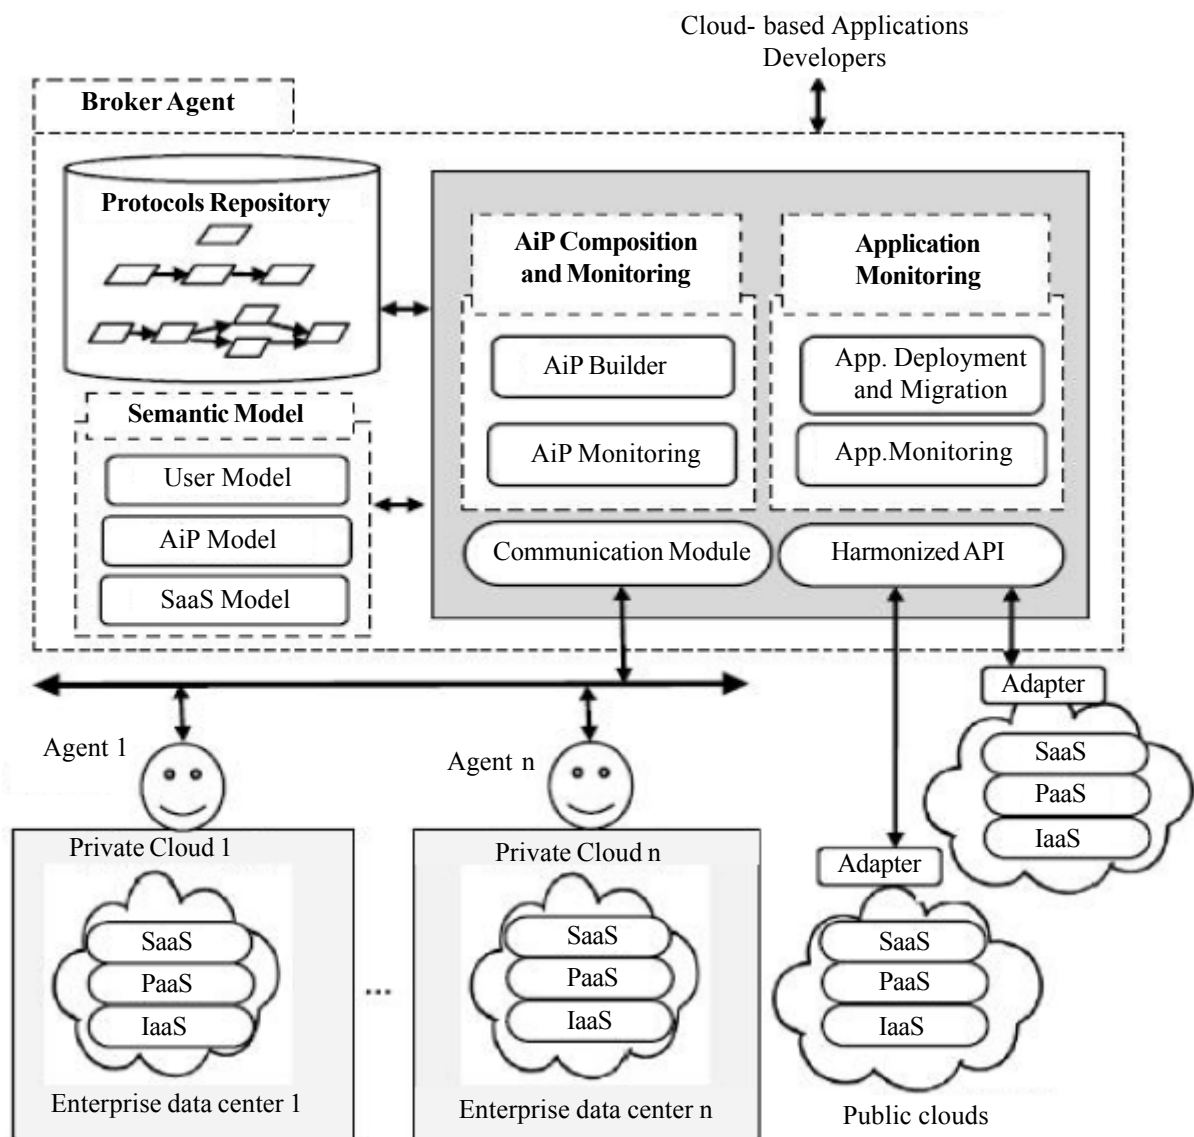 Cloud- based Applications
Developers
Broker Agent
Protocols Repository
AiP Composition
and Monitoring
Application
Monitoring
AiP Builder
App. Deployment
and Migration
Semantic Model
AiP Monitoring
App.Monitoring
User Model
AiP Model
SaaS Model
Communication Module
Harmonized API
Adapter
SaaS
PaaS
IaaS
Agent 1
Agent n
Private Cloud 1
SaaS
PaaS
IaaS
Enterprise data center 1
...
Private Cloud n
SaaS
PaaS
IaaS
Enterprise data center n
Adapter
SaaS
PaaS
IaaS
Public clouds